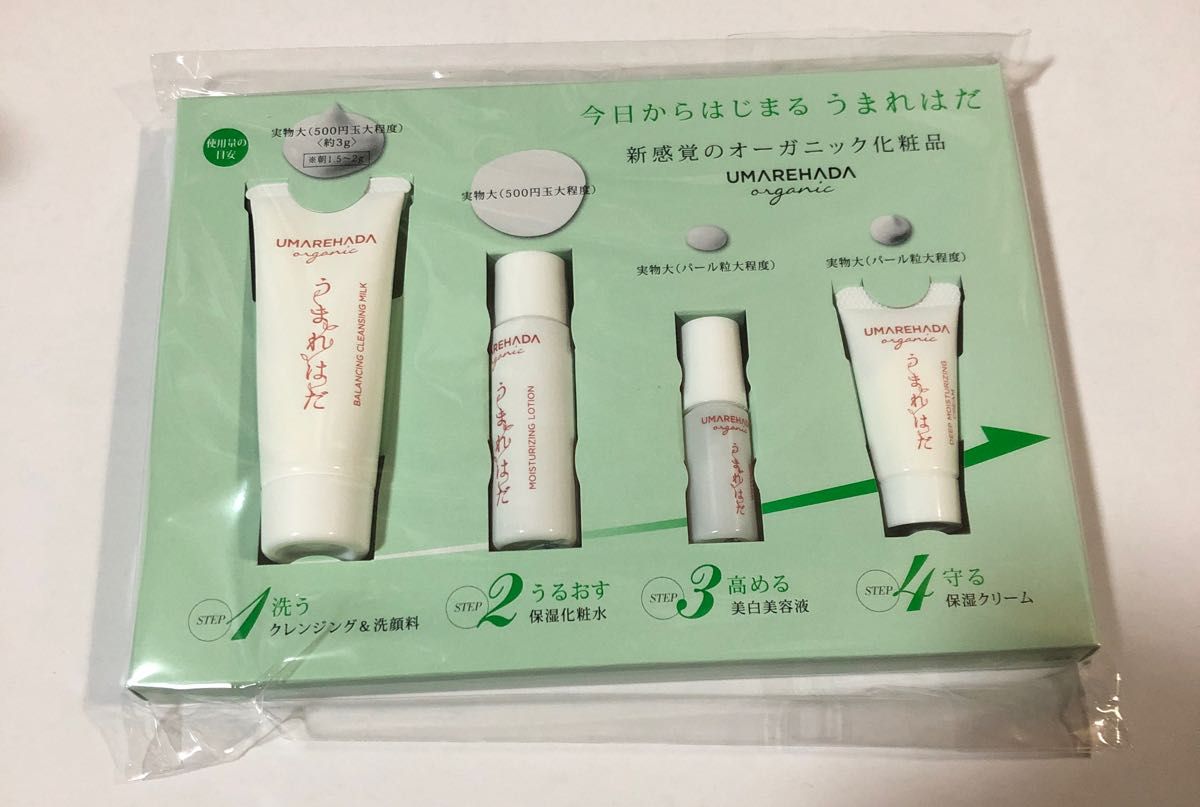 今日からはじまる うまれはだ
新感覚のオーガニック化粧品
UMAREHADA
organic
使用量の
目安
実物大(500円玉大程度)
〈約3g〉
※朝1.5~2g
実物大(500円玉大程度)
実物大(パール粒大程度)
実物大(パール粒大程度)
UMAREHADA
organic
うまれはだ
BALANCING CLEANSING MILK
UMAREHADA
organic
うまれはだ
MOISTURIZING LOTION
UMAREHADA
organic
うまれはだ
UMAREHADA
organic
うまれはだ
DEEP MOISTURIZING
CREAM
STEP 1 洗う
クレンジング&洗顔料
STEP 2 うるおす
保湿化粧水
STEP 3 高める
美白美容液
STEP 4 守る
保湿クリーム